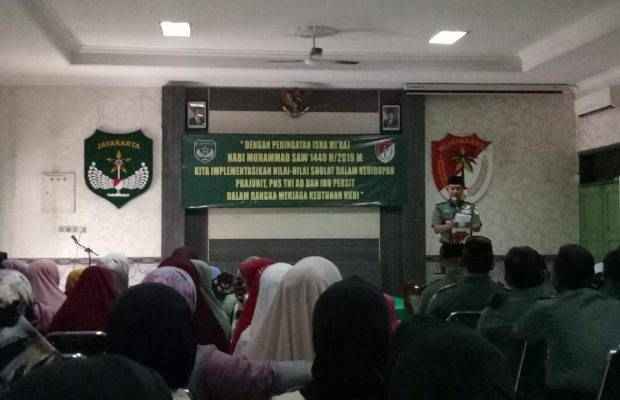 JAYAKARTA
" DENGAN PERINGATAN ISRA MI'RAJ
NABI MUHAMMAD SAW 1440 H/2019 M
KITA IMPLEMENTASIKAN NILAI-NILAI SHOLAT DALAM KEHIDUPAN
PRAJURIT, PNS TNI AD DAN IBU PERSIT
DALAM RANGKA MENJAGA KEUTUHAN NKRI "